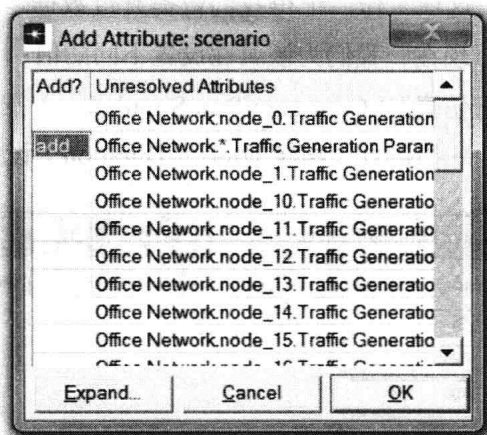 Add Attribute: scenario
Add? Unresolved Attributes
Office Network.node_0.Traffic Generation
add Office Network.*.Traffic Generation Param
Office Network.node_1.Traffic Generation
Office Network.node_10.Traffic Generatio
Office Network.node_11.Traffic Generatio
Office Network.node_12.Traffic Generatio
Office Network.node_13.Traffic Generatio
Office Network.node_14.Traffic Generatio
Office Network.node_15.Traffic Generatio
Expand... Cancel OK